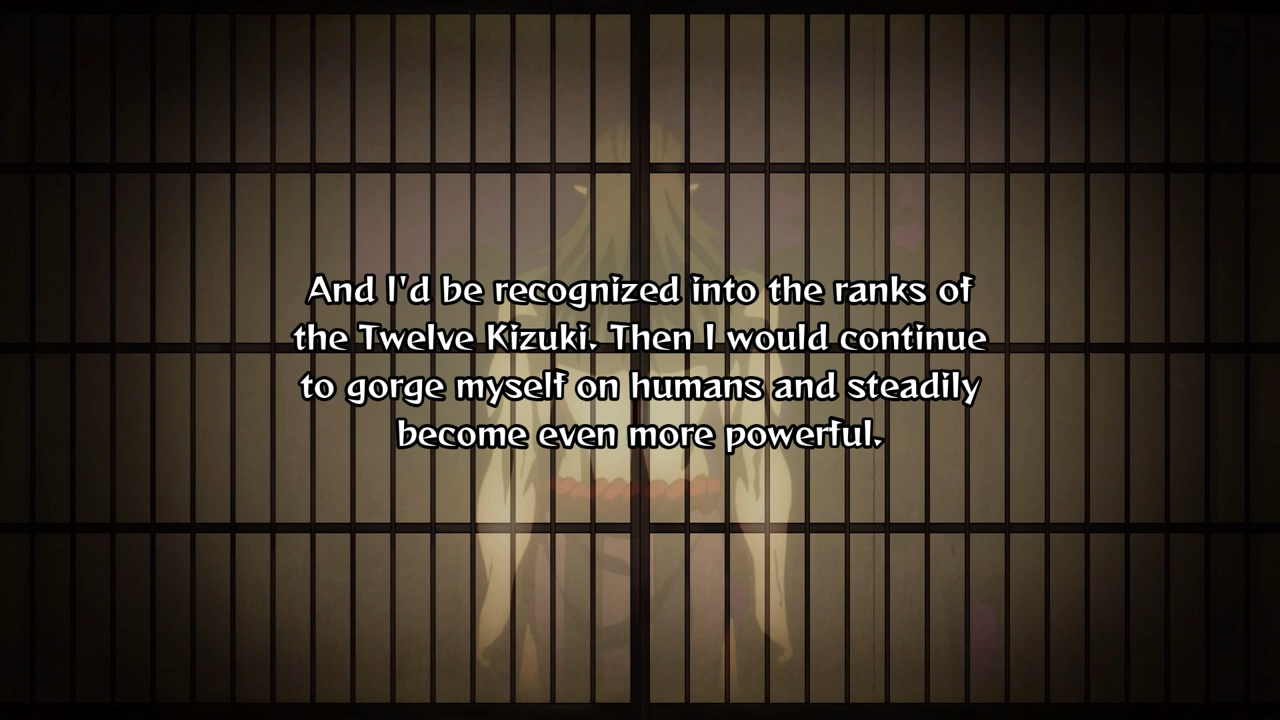 And I'd be recognized into the ranks of
the Twelve Kizuki. Then I would continue
to gorge myself on humans and steadily
become even more powerful.